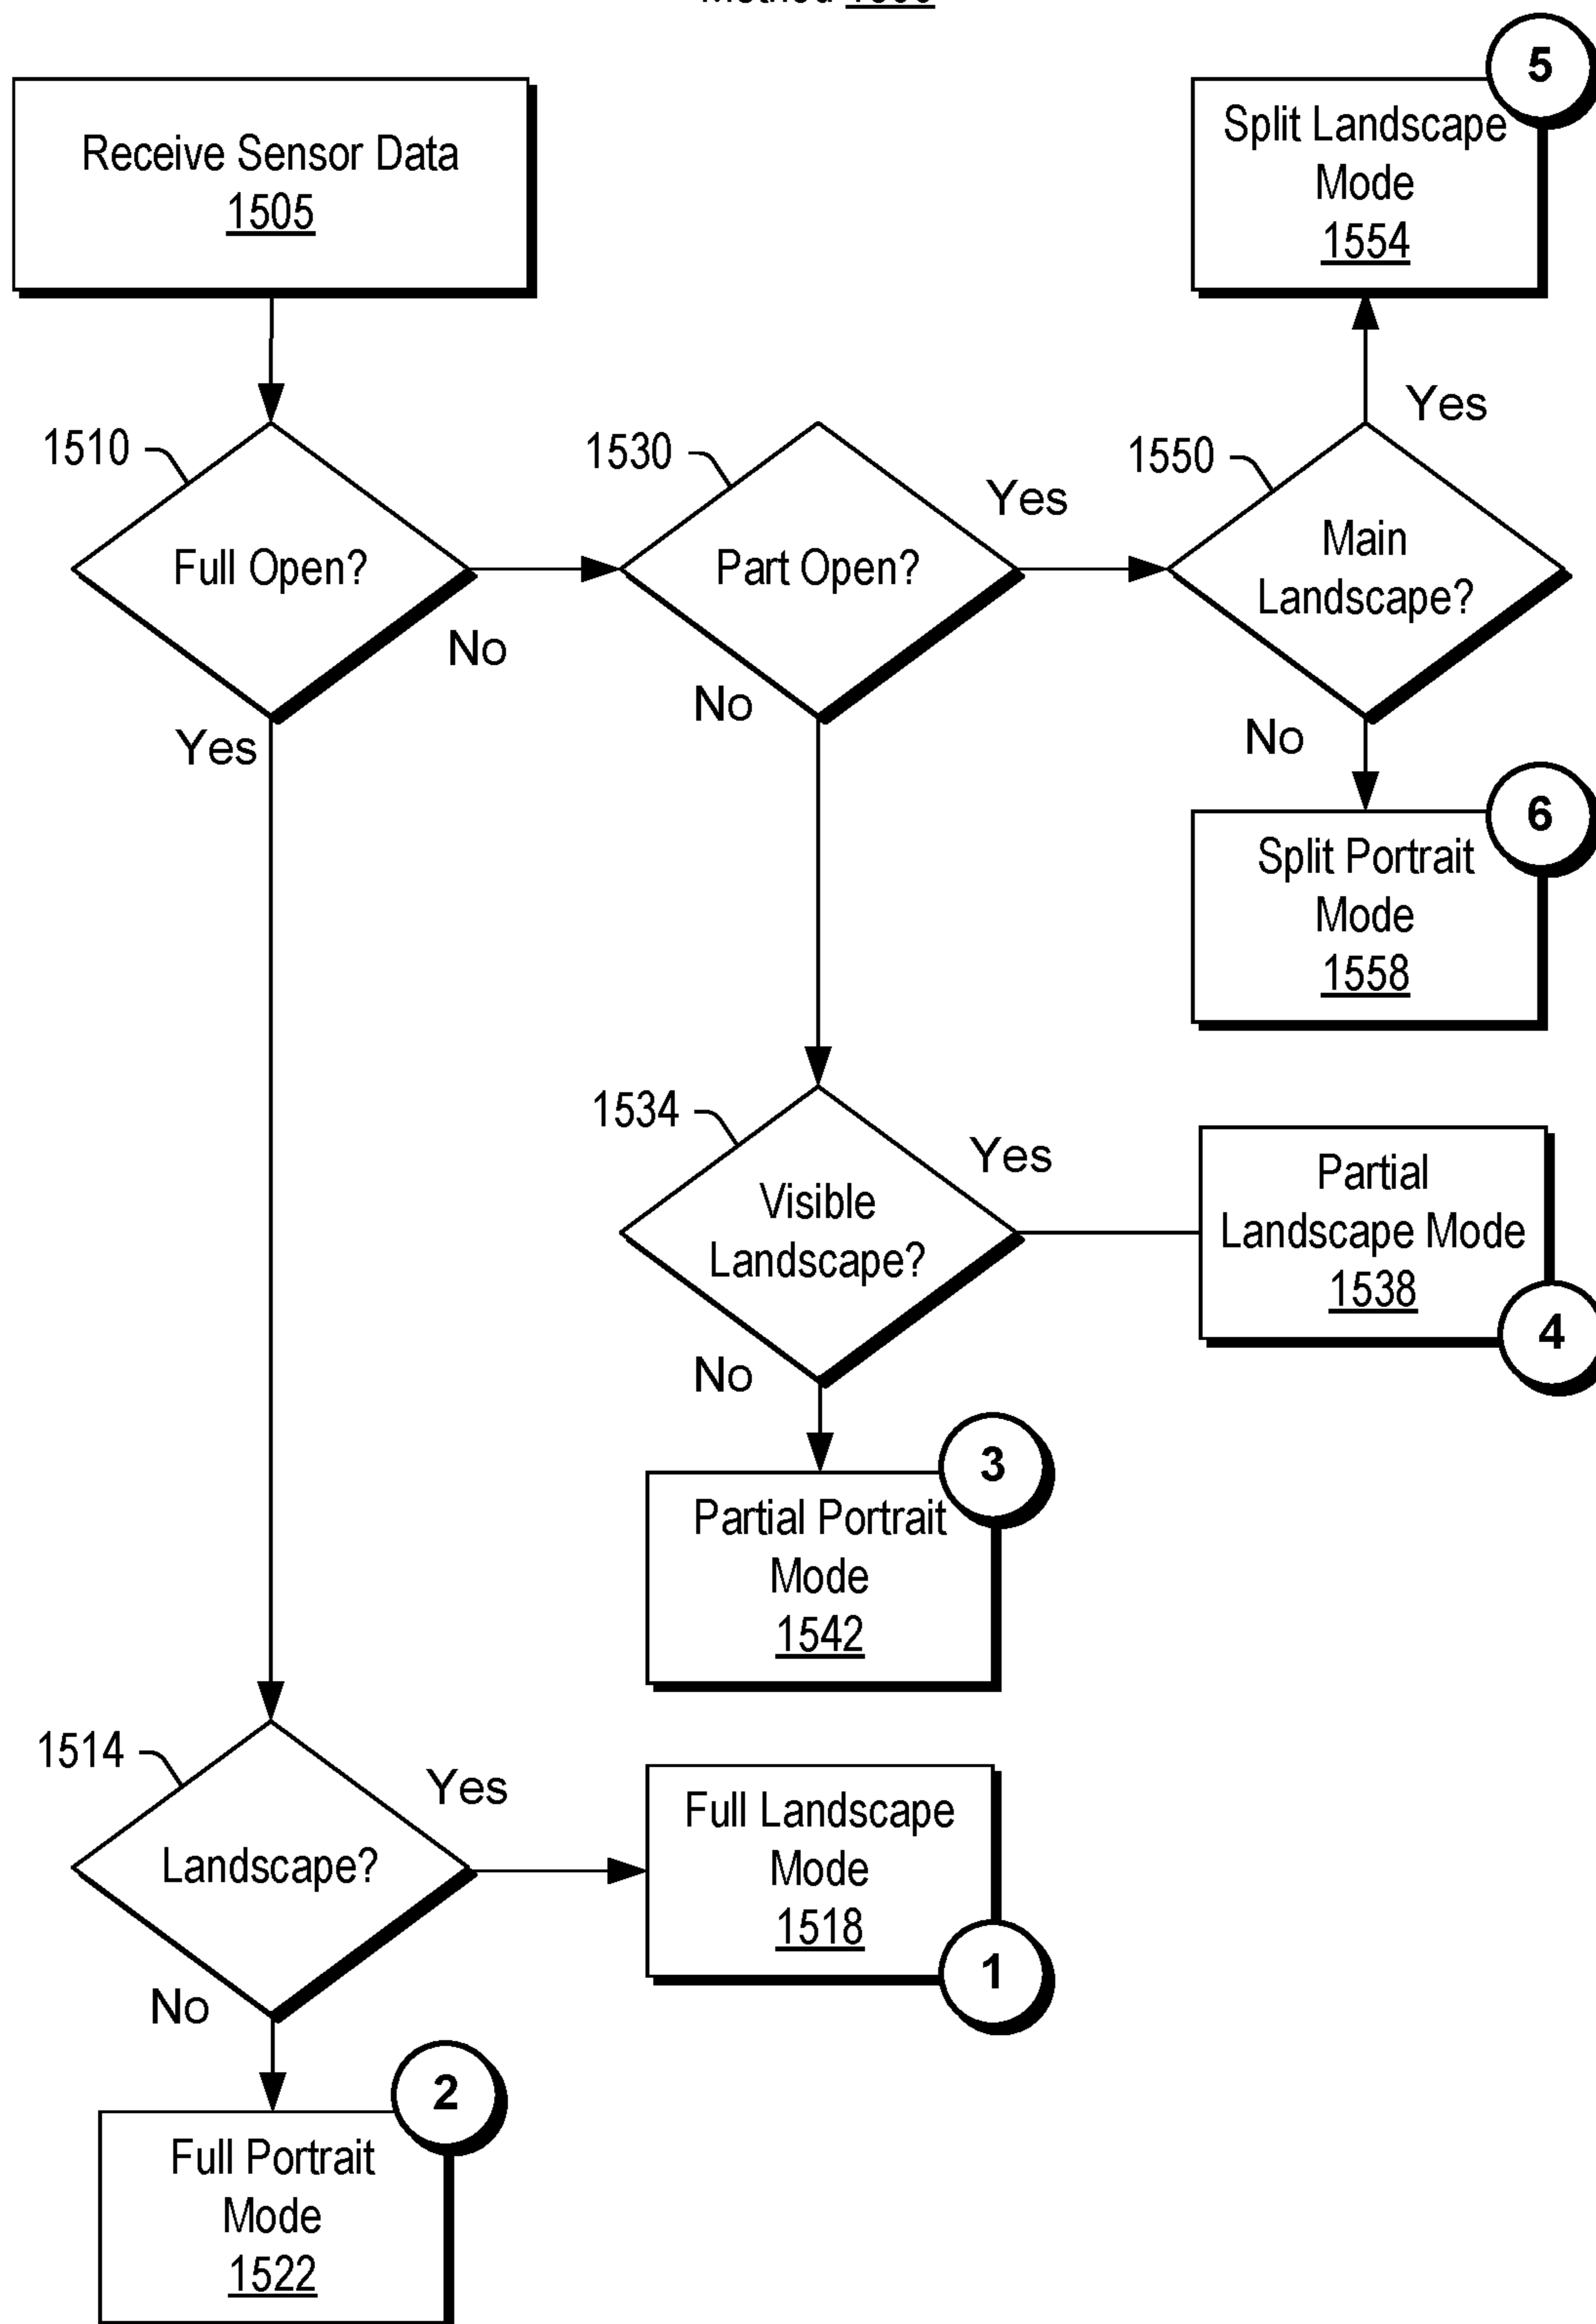 5
Receive Sensor Data
1505
Split Landscape
Mode
1554
Yes
1510
1530
1550
Yes
Full Open?
Part Open?
Main
Landscape?
No
No
Yes
No
6
Split Portrait
Mode
1558
1534
Yes
Visible
Landscape?
Partial
Landscape Mode
1538
4
No
3
Partial Portrait
Mode
1542
1514
Yes
Landscape?
Full Landscape
Mode
1518
1
No
2
Full Portrait
Mode
1522